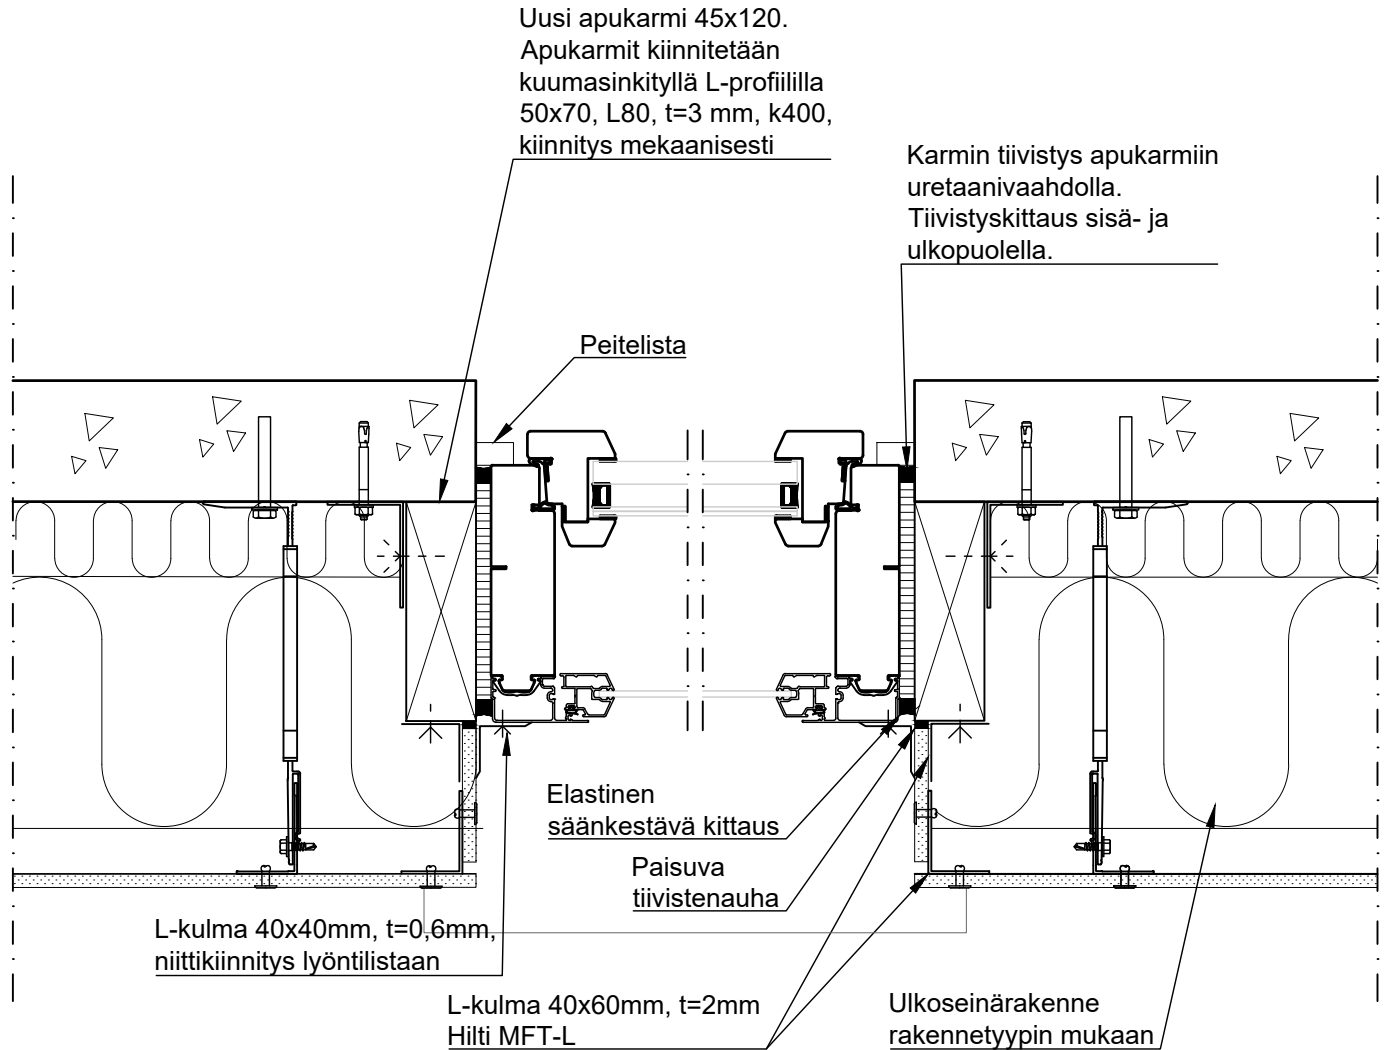 Uusi apukarmi 45x120.
Apukarmit kiinnitetään
kuumasinkityllä L-profiililla
50x70, L80, t=3 mm, k400,
kiinnitys mekaanisesti
Karmin tiivistys apukarmiin
uretaanivaahdolla.
Tiivistyskittaus sisä- ja
ulkopuolella.
Peitelista
Elastinen
säänkestävä kittaus
Paisuva
tiivistenauha
L-kulma 40x40mm, t=0,6mm,
niittikiinnitys lyöntilistaan
L-kulma 40x60mm, t=2mm
Hilti MFT-L
Ulkoseinärakenne
rakennetyypin mukaan